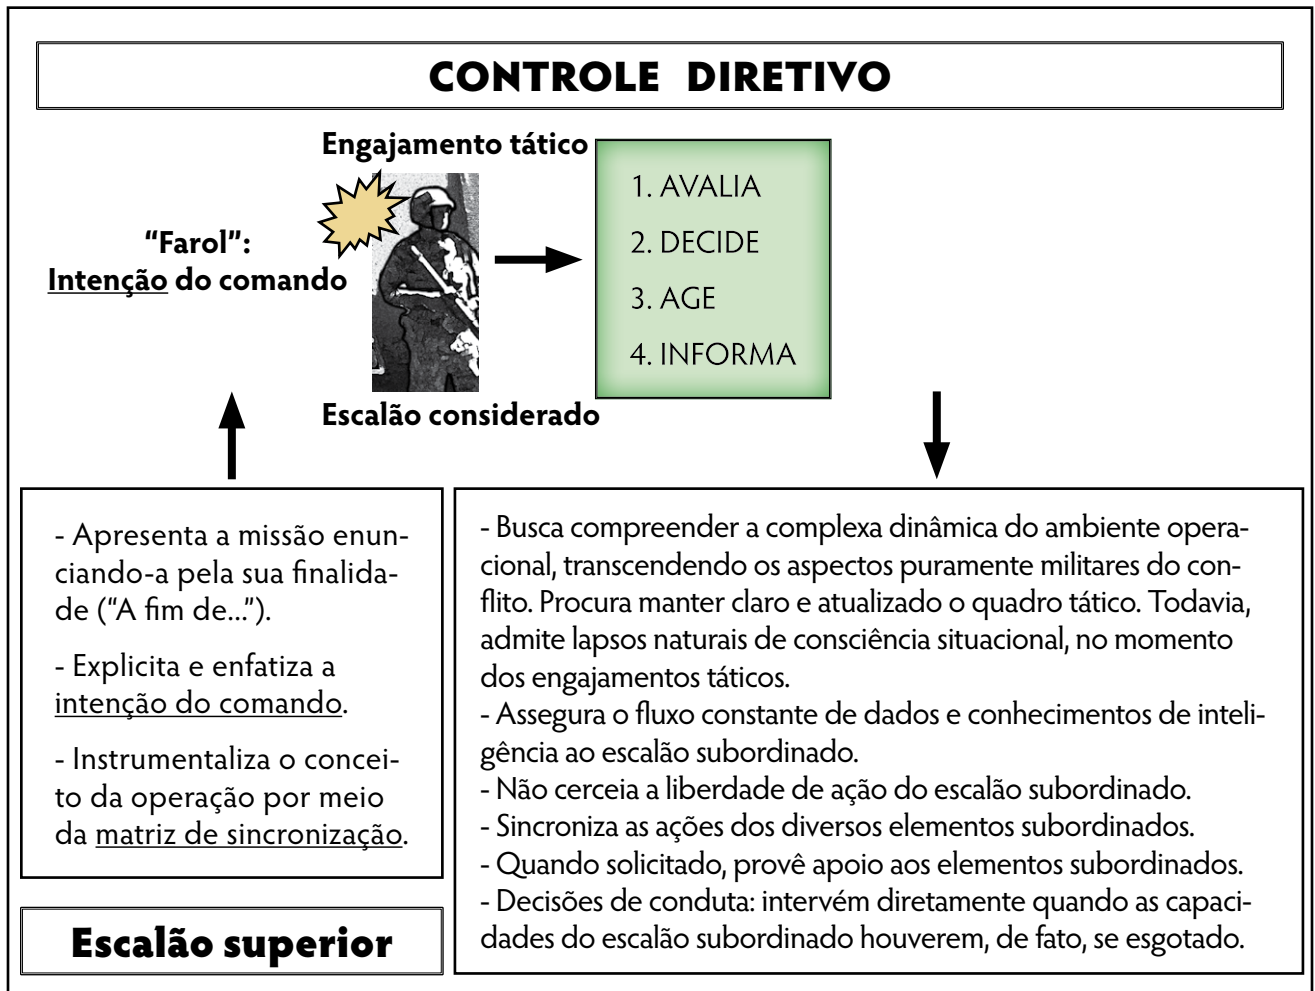 CONTROLE DIRETIVO
Engajamento tático
1. AVALIA
2. DECIDE
3. AGE
4. INFORMA
“Farol”:
Intenção do comando
Escalão considerado
- Apresenta a missão enun-
ciando-a pela sua finalida-
de (“A fim de...”).
- Explicita e enfatiza a
intenção do comando.
- Instrumentaliza o concei-
to da operação por meio
da matriz de sincronização.
Escalão superior
- Busca compreender a complexa dinâmica do ambiente opera-
cional, transcendendo os aspectos puramente militares do con-
flito. Procura manter claro e atualizado o quadro tático. Todavia,
admite lapsos naturais de consciência situacional, no momento
dos engajamentos táticos.
- Assegura o fluxo constante de dados e conhecimentos de inteli-
gência ao escalão subordinado.
- Não cerceia a liberdade de ação do escalão subordinado.
- Sincroniza as ações dos diversos elementos subordinados.
- Quando solicitado, provê apoio aos elementos subordinados.
- Decisões de conduta: intervém diretamente quando as capaci-
dades do escalão subordinado houverem, de fato, se esgotado.